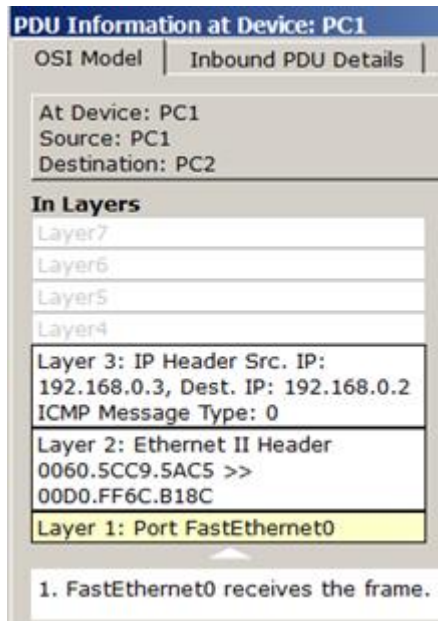 PDU Information at Device: PC1
OSI Model
Inbound PDU Details
At Device: PC1
Source: PC1
Destination: PC2
In Layers
Layer7
Layer6
Layer5
Layer4
Layer 3: IP Header Src. IP:
192.168.0.3, Dest. IP: 192.168.0.2
ICMP Message Type: 0
Layer 2: Ethernet II Header
0060.5CC9.5AC5 >>
00D0.FF6C.B18C
Layer 1: Port FastEthernet0
1. FastEthernet0 receives the frame.